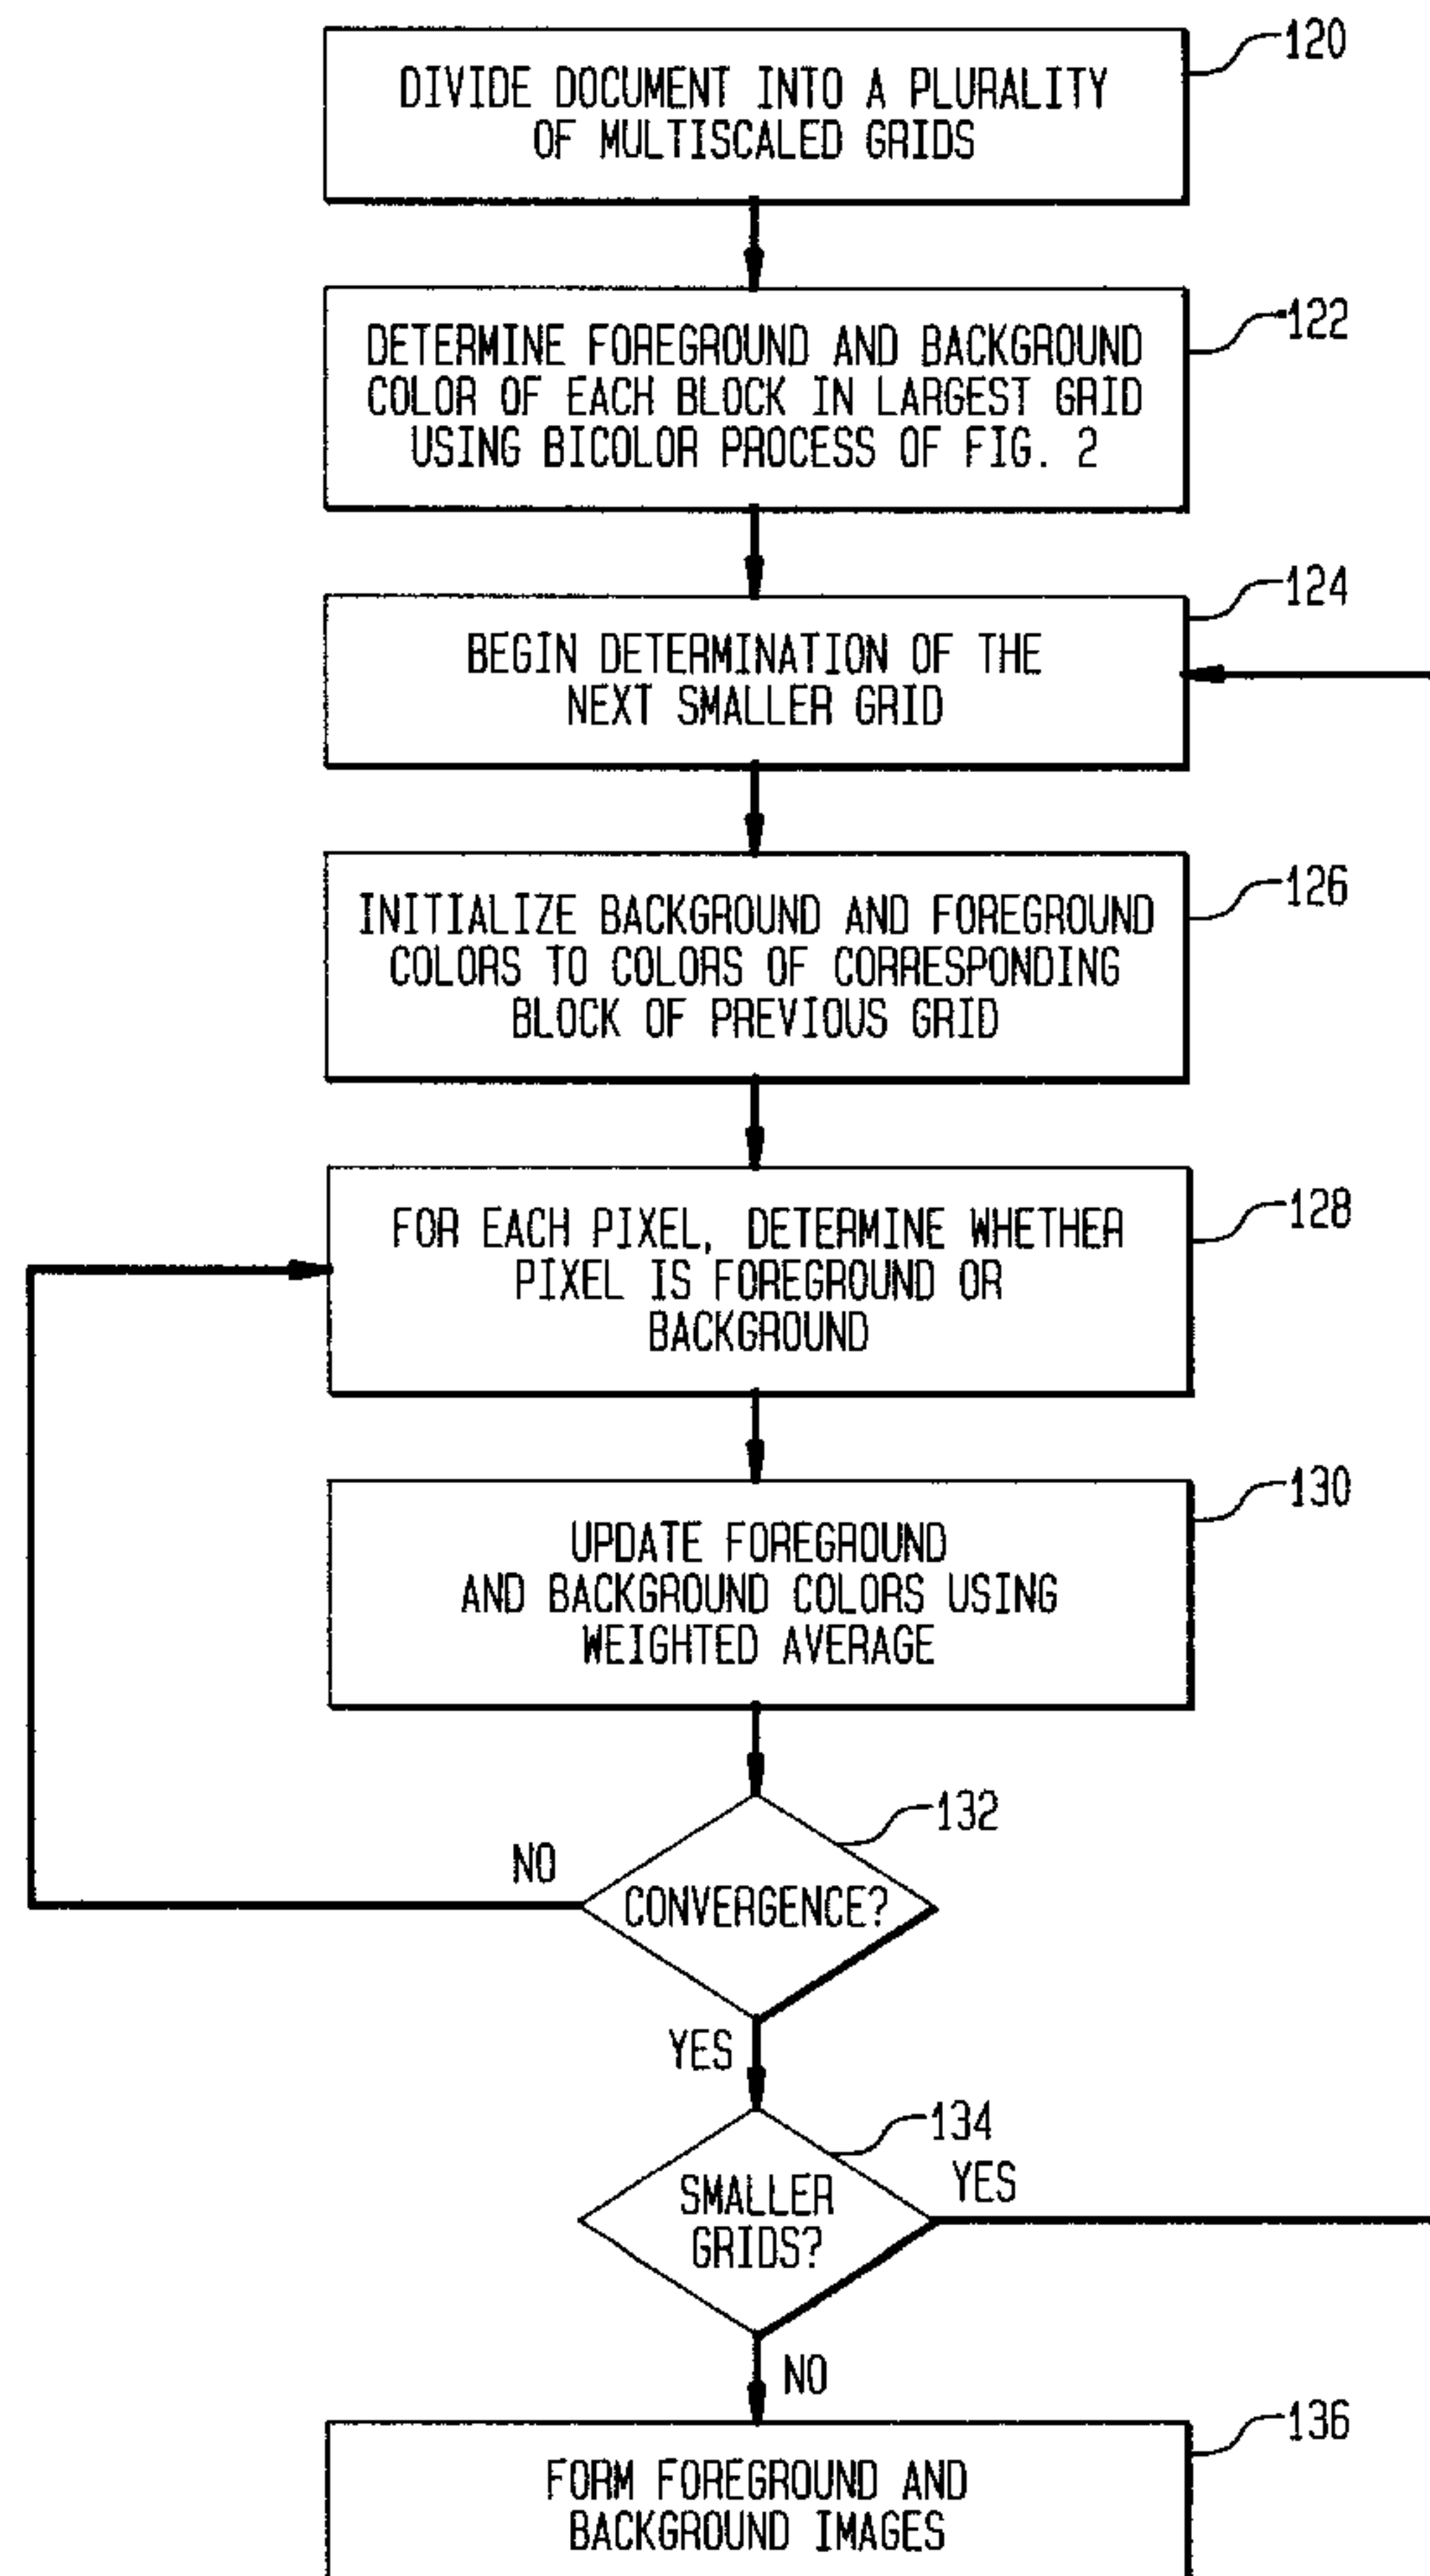 120
DIVIDE DOCUMENT INTO A PLURALITY
OF MULTISCALED GRIDS
122
DETERMINE FOREGROUND AND BACKGROUND
COLOR OF EACH BLOCK IN LARGEST GRID
USING BICOLOR PROCESS OF FIG. 2
124
BEGIN DETERMINATION OF THE
NEXT SMALLER GRID
126
INITIALIZE BACKGROUND AND FOREGROUND
COLORS TO COLORS OF CORRESPONDING
BLOCK OF PREVIOUS GRID
128
FOR EACH PIXEL, DETERMINE WHETHER
PIXEL IS FOREGROUND OR
BACKGROUND
130
UPDATE FOREGROUND
AND BACKGROUND COLORS USING
WEIGHTED AVERAGE
132
NO
CONVERGENCE?
YES
134
YES
SMALLER
GRIDS?
NO
136
FORM FOREGROUND AND
BACKGROUND IMAGES